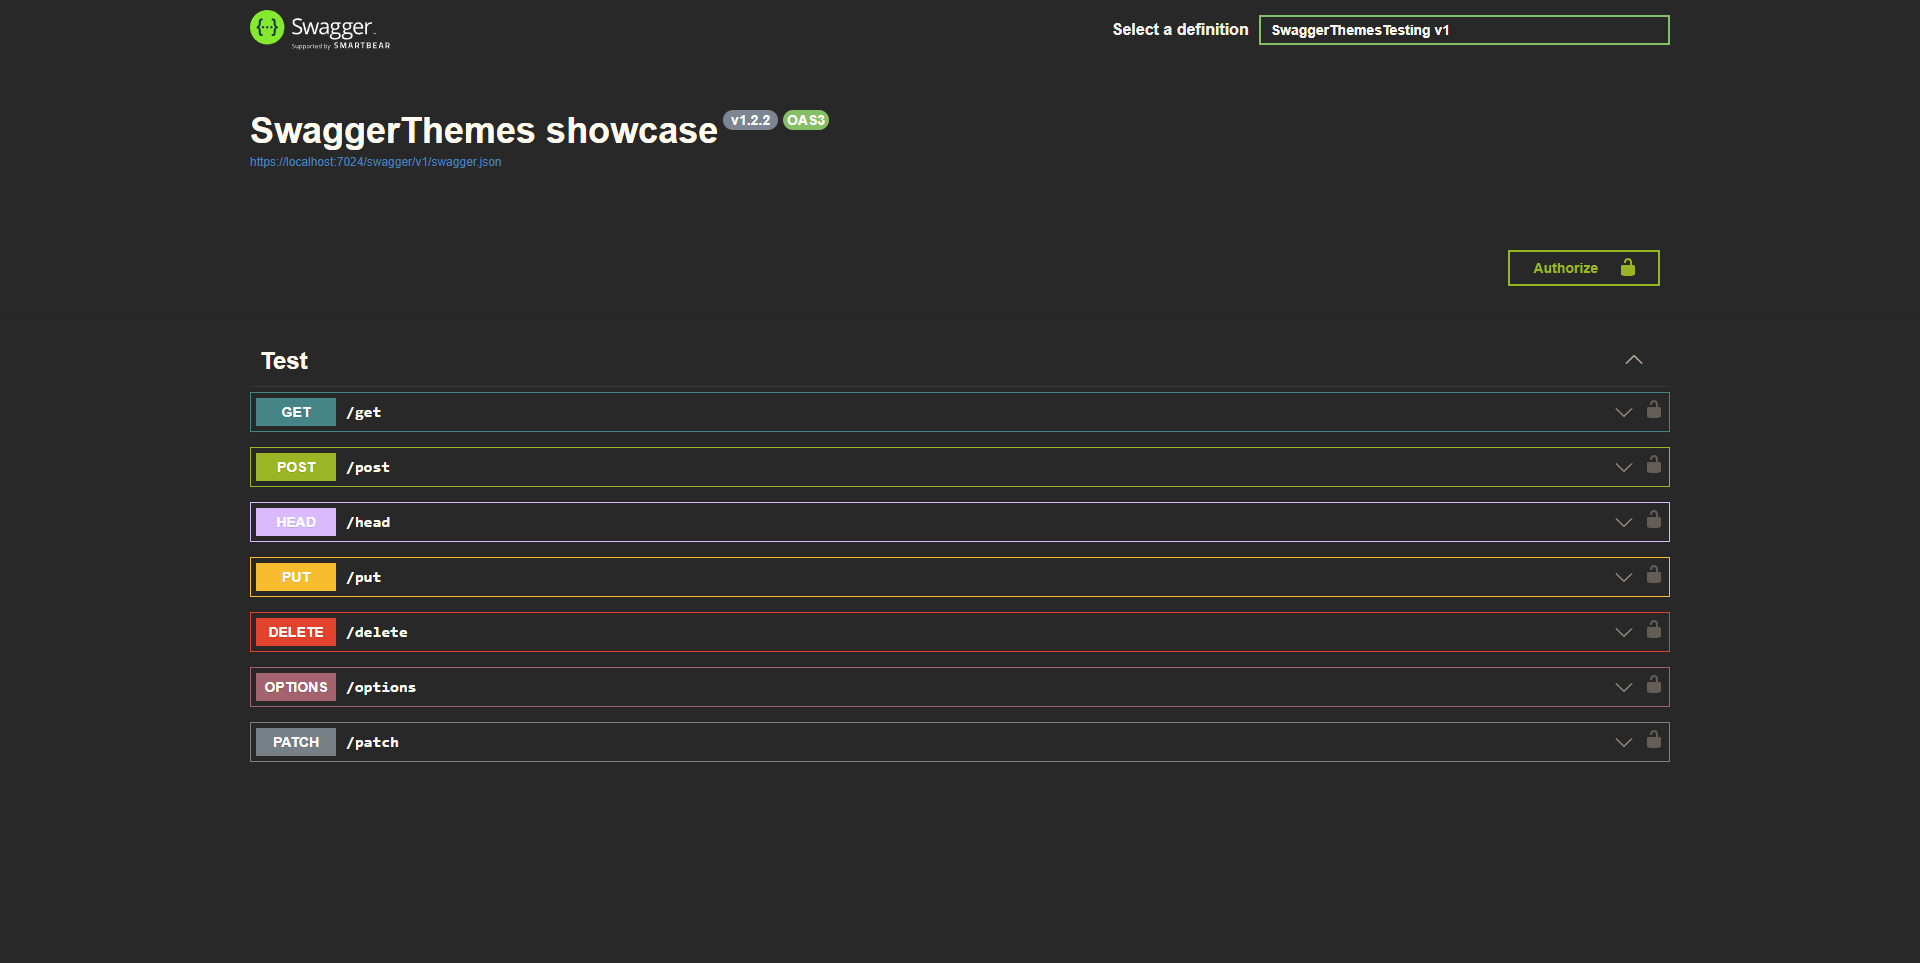 Swagger
Supported by SMARTBEAR
Select a definition
SwaggerThemesTesting v1
SwaggerThemes showcase v1.2.2 OAS3
https://localhost:7024/swagger/v1/swagger.json
Authorize
Test
GET /get
POST /post
HEAD /head
PUT /put
DELETE /delete
OPTIONS /options
PATCH /patch